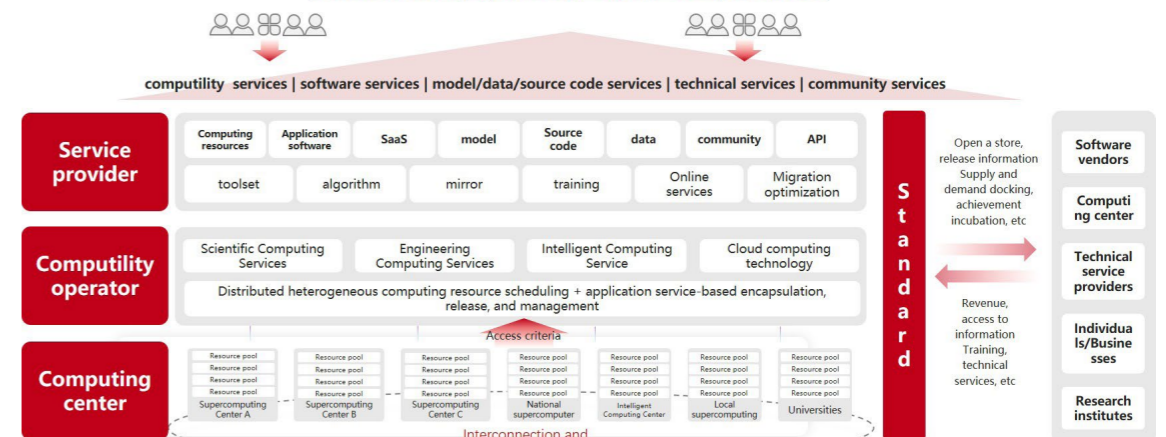 computility services | software services | model/data/source code services | technical services | community services
Service
provider
Computing
resources
Application
software
SaaS
model
Source
code
data
community
API
toolset
algorithm
mirror
training
Online
services
Migration
optimization
Computility
operator
Scientific Computing
Services
Engineering
Computing Services
Intelligent Computing
Service
Cloud computing
technology
Distributed heterogeneous computing resource scheduling + application service-based encapsulation,
release, and management
Access criteria
Computing
center
Resource pool
Resource pool
Resource pool
Resource pool
Supercomputing
Center A
Resource pool
Resource pool
Resource pool
Resource pool
Supercomputing
Center B
Resource pool
Resource pool
Resource pool
Resource pool
Supercomputing
Center C
Resource pool
Resource pool
Resource pool
Resource pool
National
supercomputer
Resource pool
Resource pool
Resource pool
Resource pool
Intelligent
Computing Center
Resource pool
Resource pool
Resource pool
Resource pool
Local
supercomputing
Resource pool
Resource pool
Resource pool
Resource pool
Universities
Interconnection and
S
t
a
n
d
a
r
d
Open a store,
release information
Supply and
demand docking,
achievement
incubation, etc
Revenue,
access to
information
Training,
technical
services, etc
Software
vendors
Computi
ng center
Technical
service
providers
Individua
ls/Busine
sses
Research
institutes